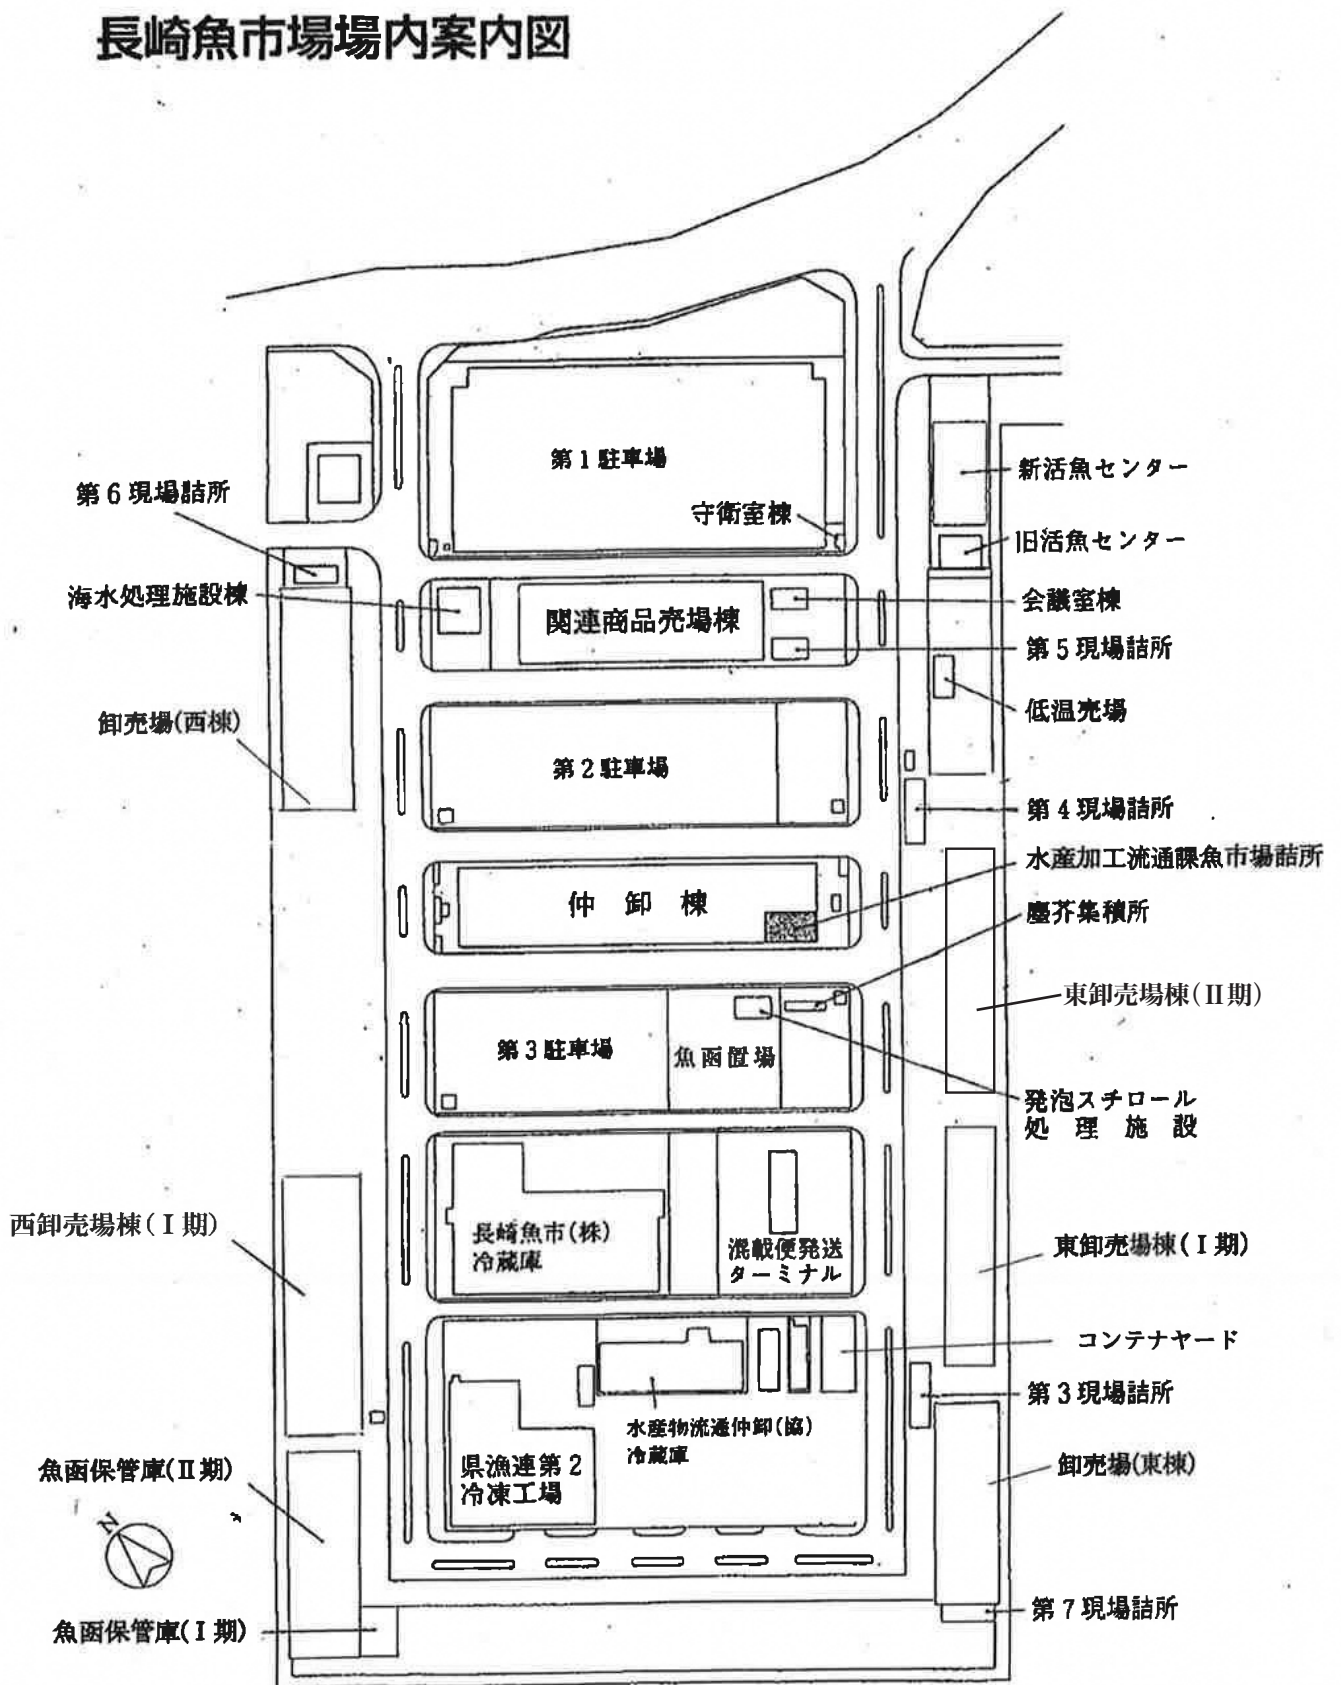 長崎魚市場場内案内図
第1駐車場
新活魚センター
第6現場詰所
守衛室棟
旧活魚センター
海水処理施設棟
関連商品売場棟
会議室棟
第5現場詰所
卸売場(西棟)
低温売場
第2駐車場
第4現場詰所
水産加工流通課魚市場詰所
仲卸棟
塵芥集積所
東卸売場棟(Ⅱ期)
第3駐車場
魚函置場
発泡スチロール
処理施設
西卸売場棟(Ⅰ期)
長崎魚市(株)
冷蔵庫
混載便発送
ターミナル
東卸売場棟(Ⅰ期)
コンテナヤード
第3現場詰所
水産物流通仲卸(協)
冷蔵庫
県漁連第2
冷凍工場
卸売場(東棟)
魚函保管庫(Ⅱ期)
N
第7現場詰所
魚函保管庫(Ⅰ期)